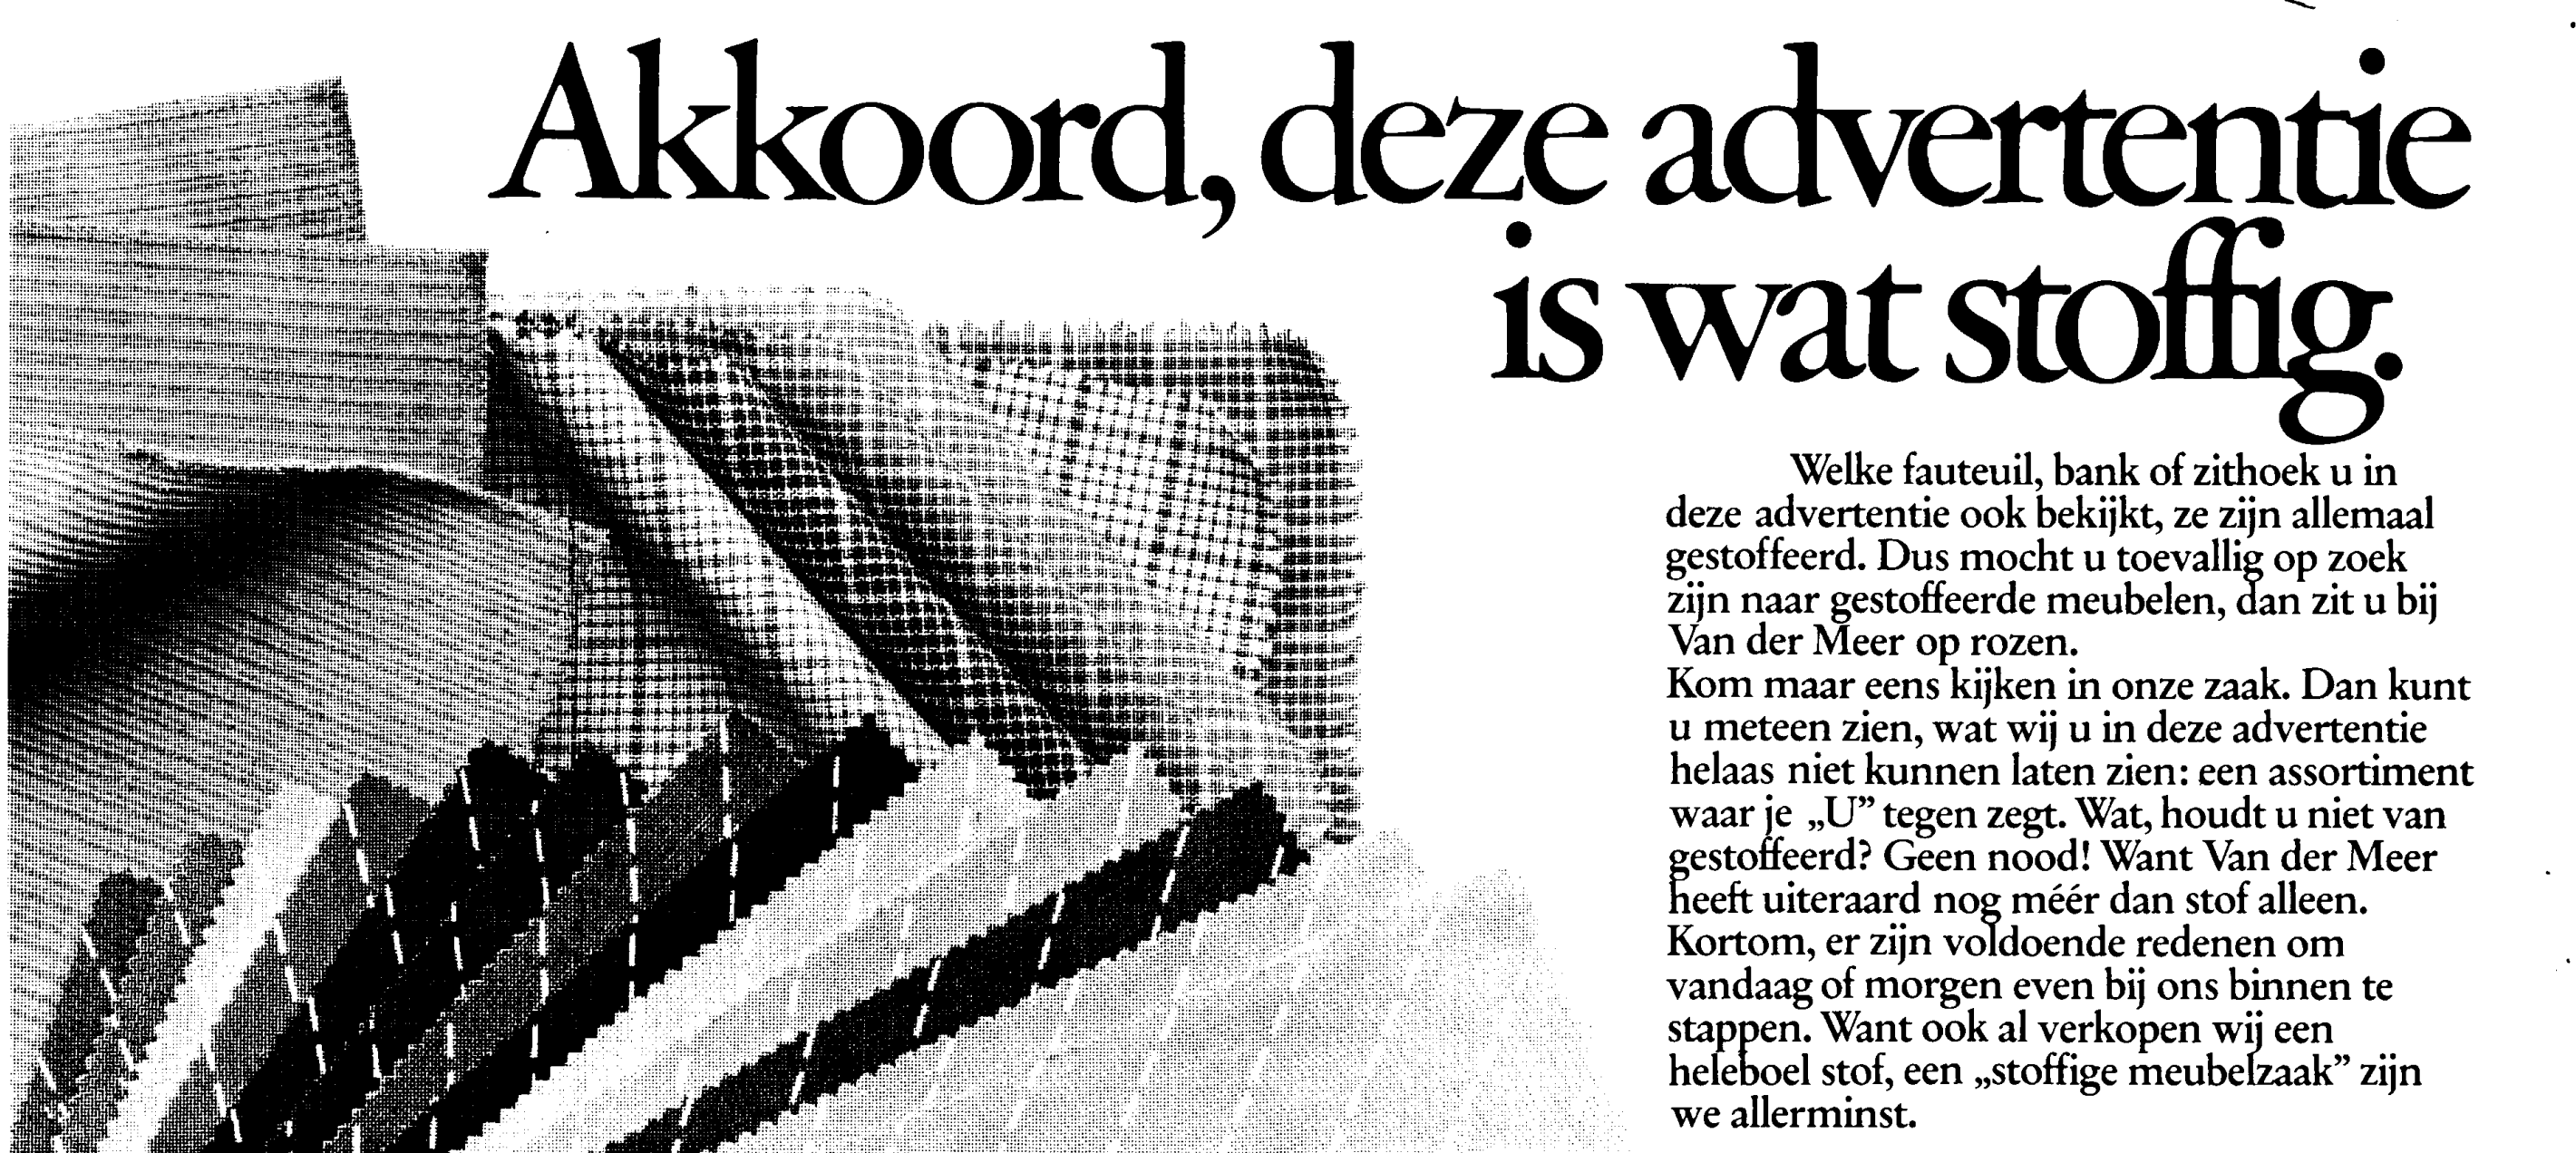 Akkoord, deze advertentie
is wat stoffig.
Welke fauteuil, bank of zithoek u in
deze advertentie ook bekijkt, ze zijn allemaal
gestoffeerd. Dus mocht u toevallig op zoek
zijn naar gestoffeerde meubelen, dan zit u bij
Van der Meer op rozen.
Kom maar eens kijken in onze zaak. Dan kunt
u meteen zien, wat wij u in deze advertentie
helaas niet kunnen laten zien: een assortiment
waar je „U” tegen zegt. Wat, houdt u niet van
gestoffeerd? Geen nood! Want Van der Meer
heeft uiteraard nog méér dan stof alleen.
Kortom, er zijn voldoende redenen om
vandaag of morgen even bij ons binnen te
stappen. Want ook al verkopen wij een
heleboel stof, een „stoffige meubelzaak” zijn
we allerminst.